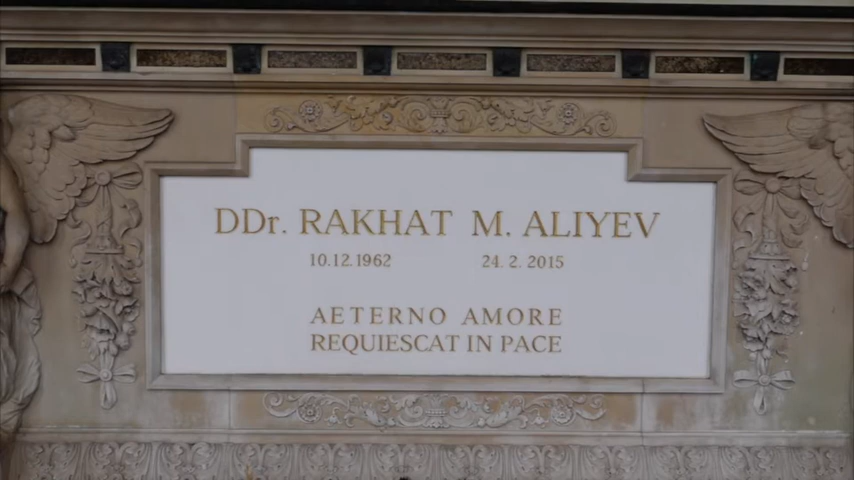 DDr. RAKHAT M. ALIYEV
10.12.1962 24.2.2015
AETERNO AMORE
REQUIESCAT IN PACE